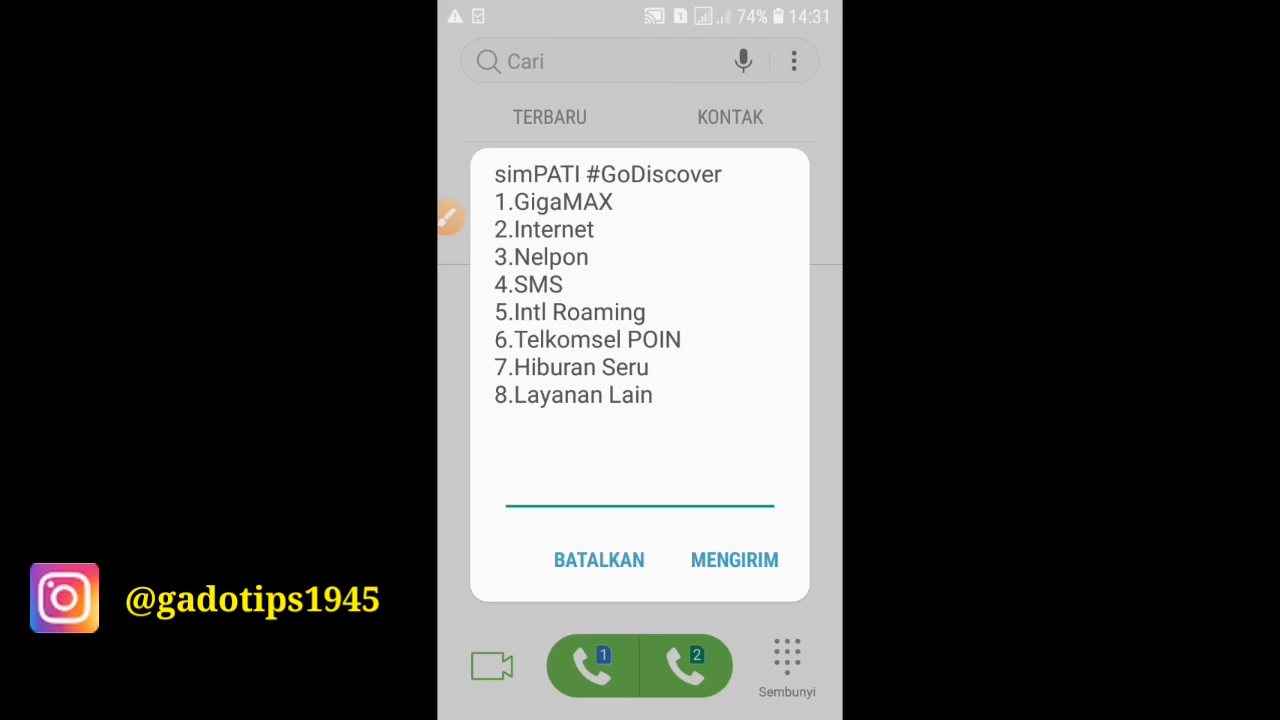 1 74% 14:31
Cari
TERBARU KONTAK
simPATI #GoDiscover
1.GigaMAX
2.Internet
3.Nelpon
4.SMS
5.Intl Roaming
6.Telkomsel POIN
7.Hiburan Seru
8.Layanan Lain
BATALKAN MENGIRIM
@gadotips1945
1 2
Sembunyi